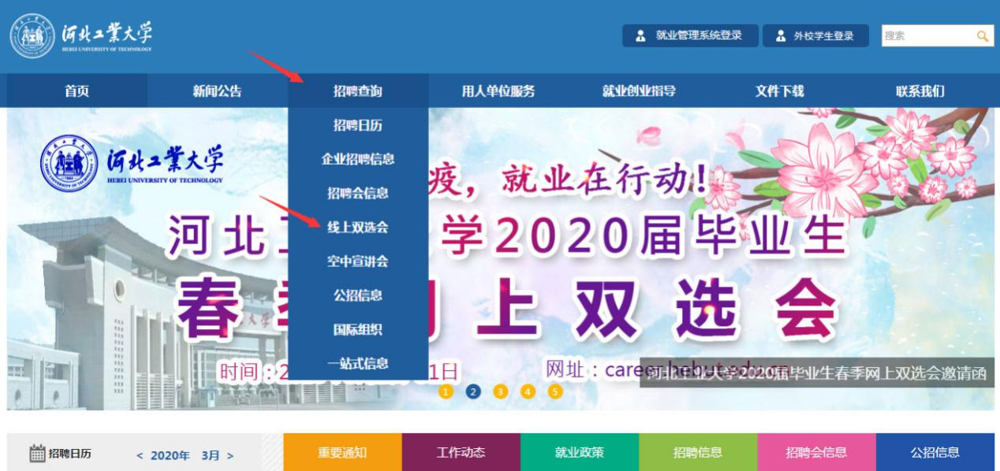 河北工業大学
HEBEI UNIVERSITY OF TECHNOLOGY
就业管理系统登录
外校学生登录
搜索
首页
新闻公告
招聘查询
用人单位服务
就业创业指导
文件下载
联系我们
招聘日历
企业招聘信息
招聘会信息
线上双选会
空中宣讲会
公招信息
国际组织
一站式信息
河北工業大学
HEBEI UNIVERSITY OF TECHNOLOGY
疫，就业在行动!
河北 学2020届毕业生
春 上双选会
时间:2 1日
网址:career.hebut.edu.cn
河北工业大学2020届毕业生春季网上双选会邀请函
1 2 3 4 5
招聘日历
< 2020年 3月 >
重要通知
工作动态
就业政策
招聘信息
招聘会信息
公招信息